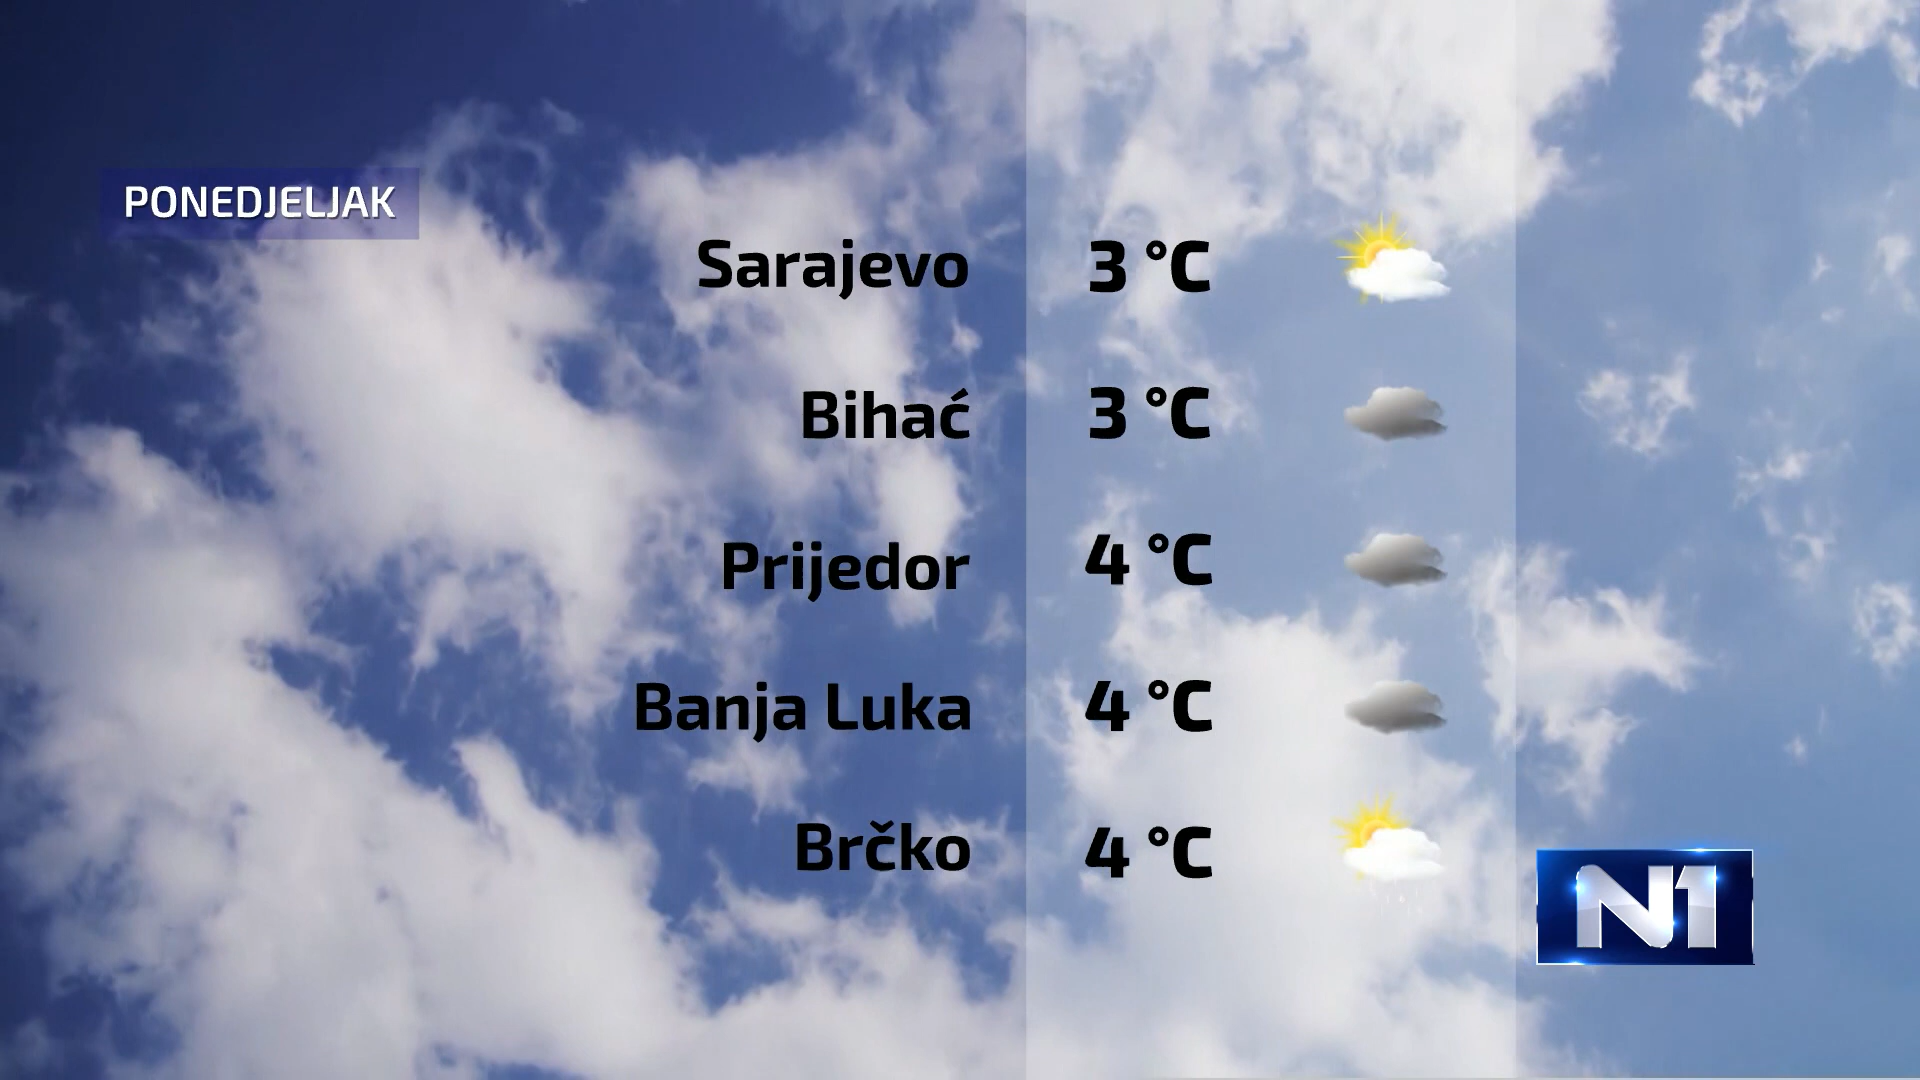 PONEDJELJAK
Sarajevo 3 °C
Bihać 3 °C
Prijedor 4 °C
Banja Luka 4 °C
Brčko 4 °C
N1